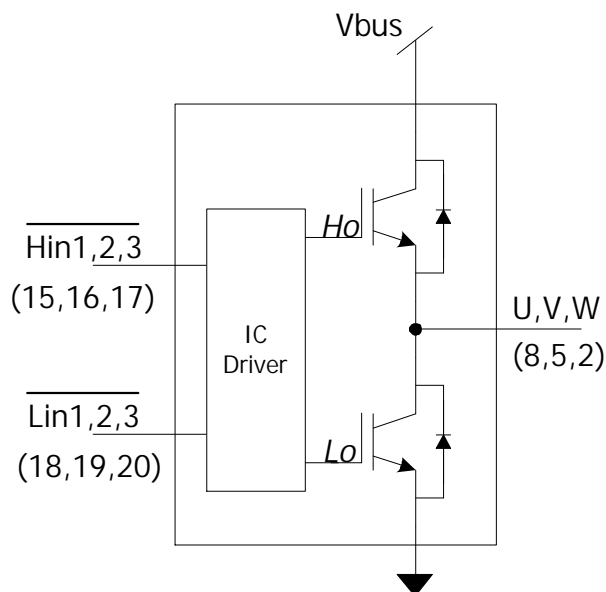 Vbus
Hin1,2,3
(15,16,17)
Ho
IC
Driver
U,V,W
(8,5,2)
Lin1,2,3
(18,19,20)
Lo